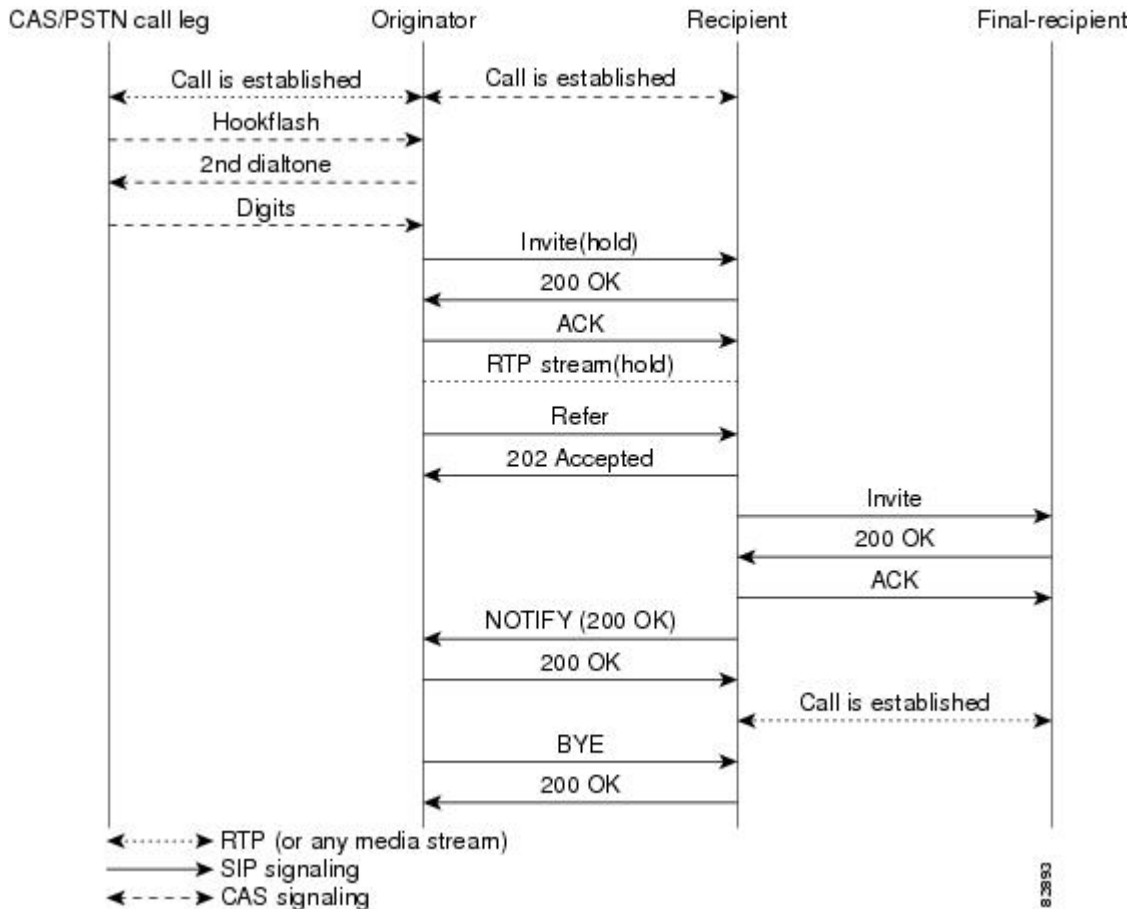 CAS/PSTN call leg
Originator
Recipient
Final-recipient
Call is established
Call is established
Hookflash
2nd dialtone
Digits
Invite(hold)
200 OK
ACK
RTP stream(hold)
Refer
202 Accepted
Invite
200 OK
ACK
NOTIFY (200 OK)
200 OK
Call is established
BYE
200 OK
RTP (or any media stream)
SIP signaling
CAS signaling
82893